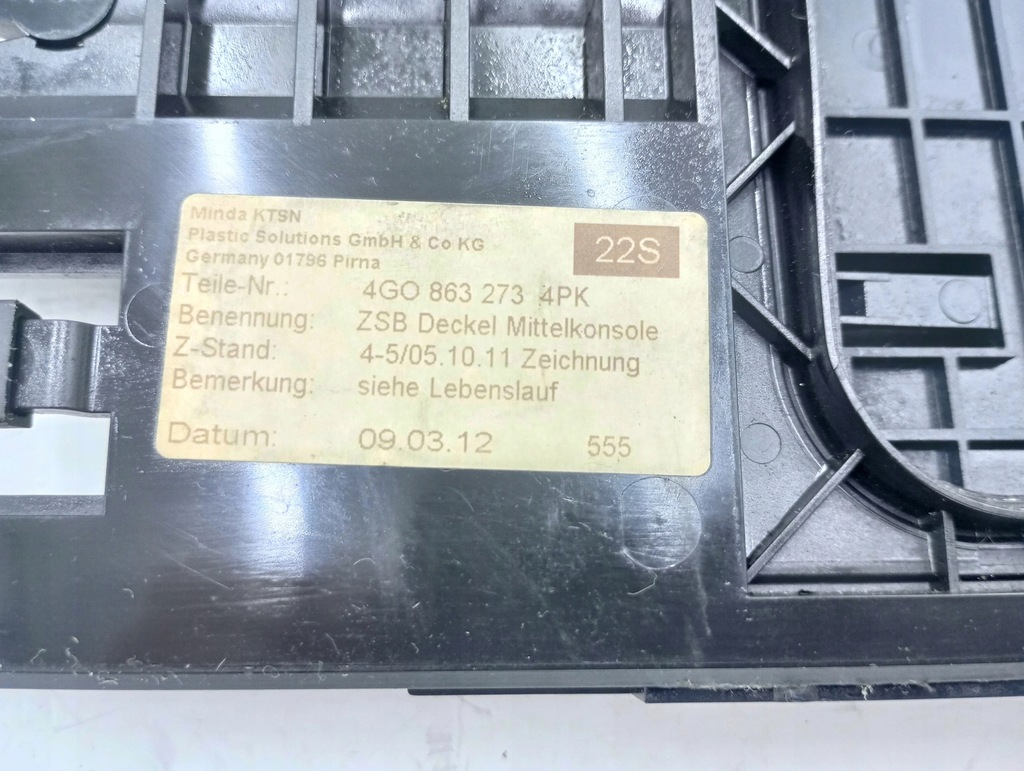 Minda KTSN
Plastic Solutions GmbH & Co KG
Germany 01796 Pirna
22S
Teile-Nr.: 4GO 863 273 4PK
Benennung: ZSB Deckel Mittelkonsole
Z-Stand: 4-5/05.10.11 Zeichnung
Bemerkung: siehe Lebenslauf
Datum: 09.03.12 555